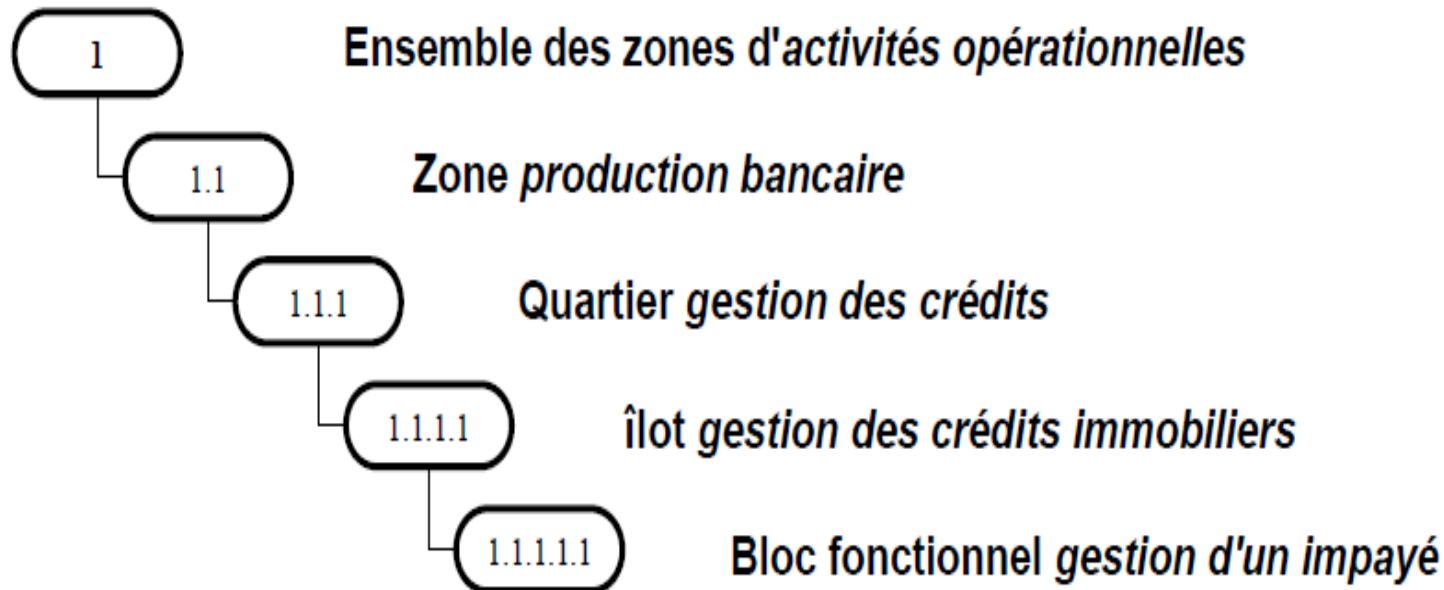 1 Ensemble des zones d'activités opérationnelles
1.1 Zone production bancaire
1.1.1 Quartier gestion des crédits
1.1.1.1 îlot gestion des crédits immobiliers
1.1.1.1.1 Bloc fonctionnel gestion d'un impayé